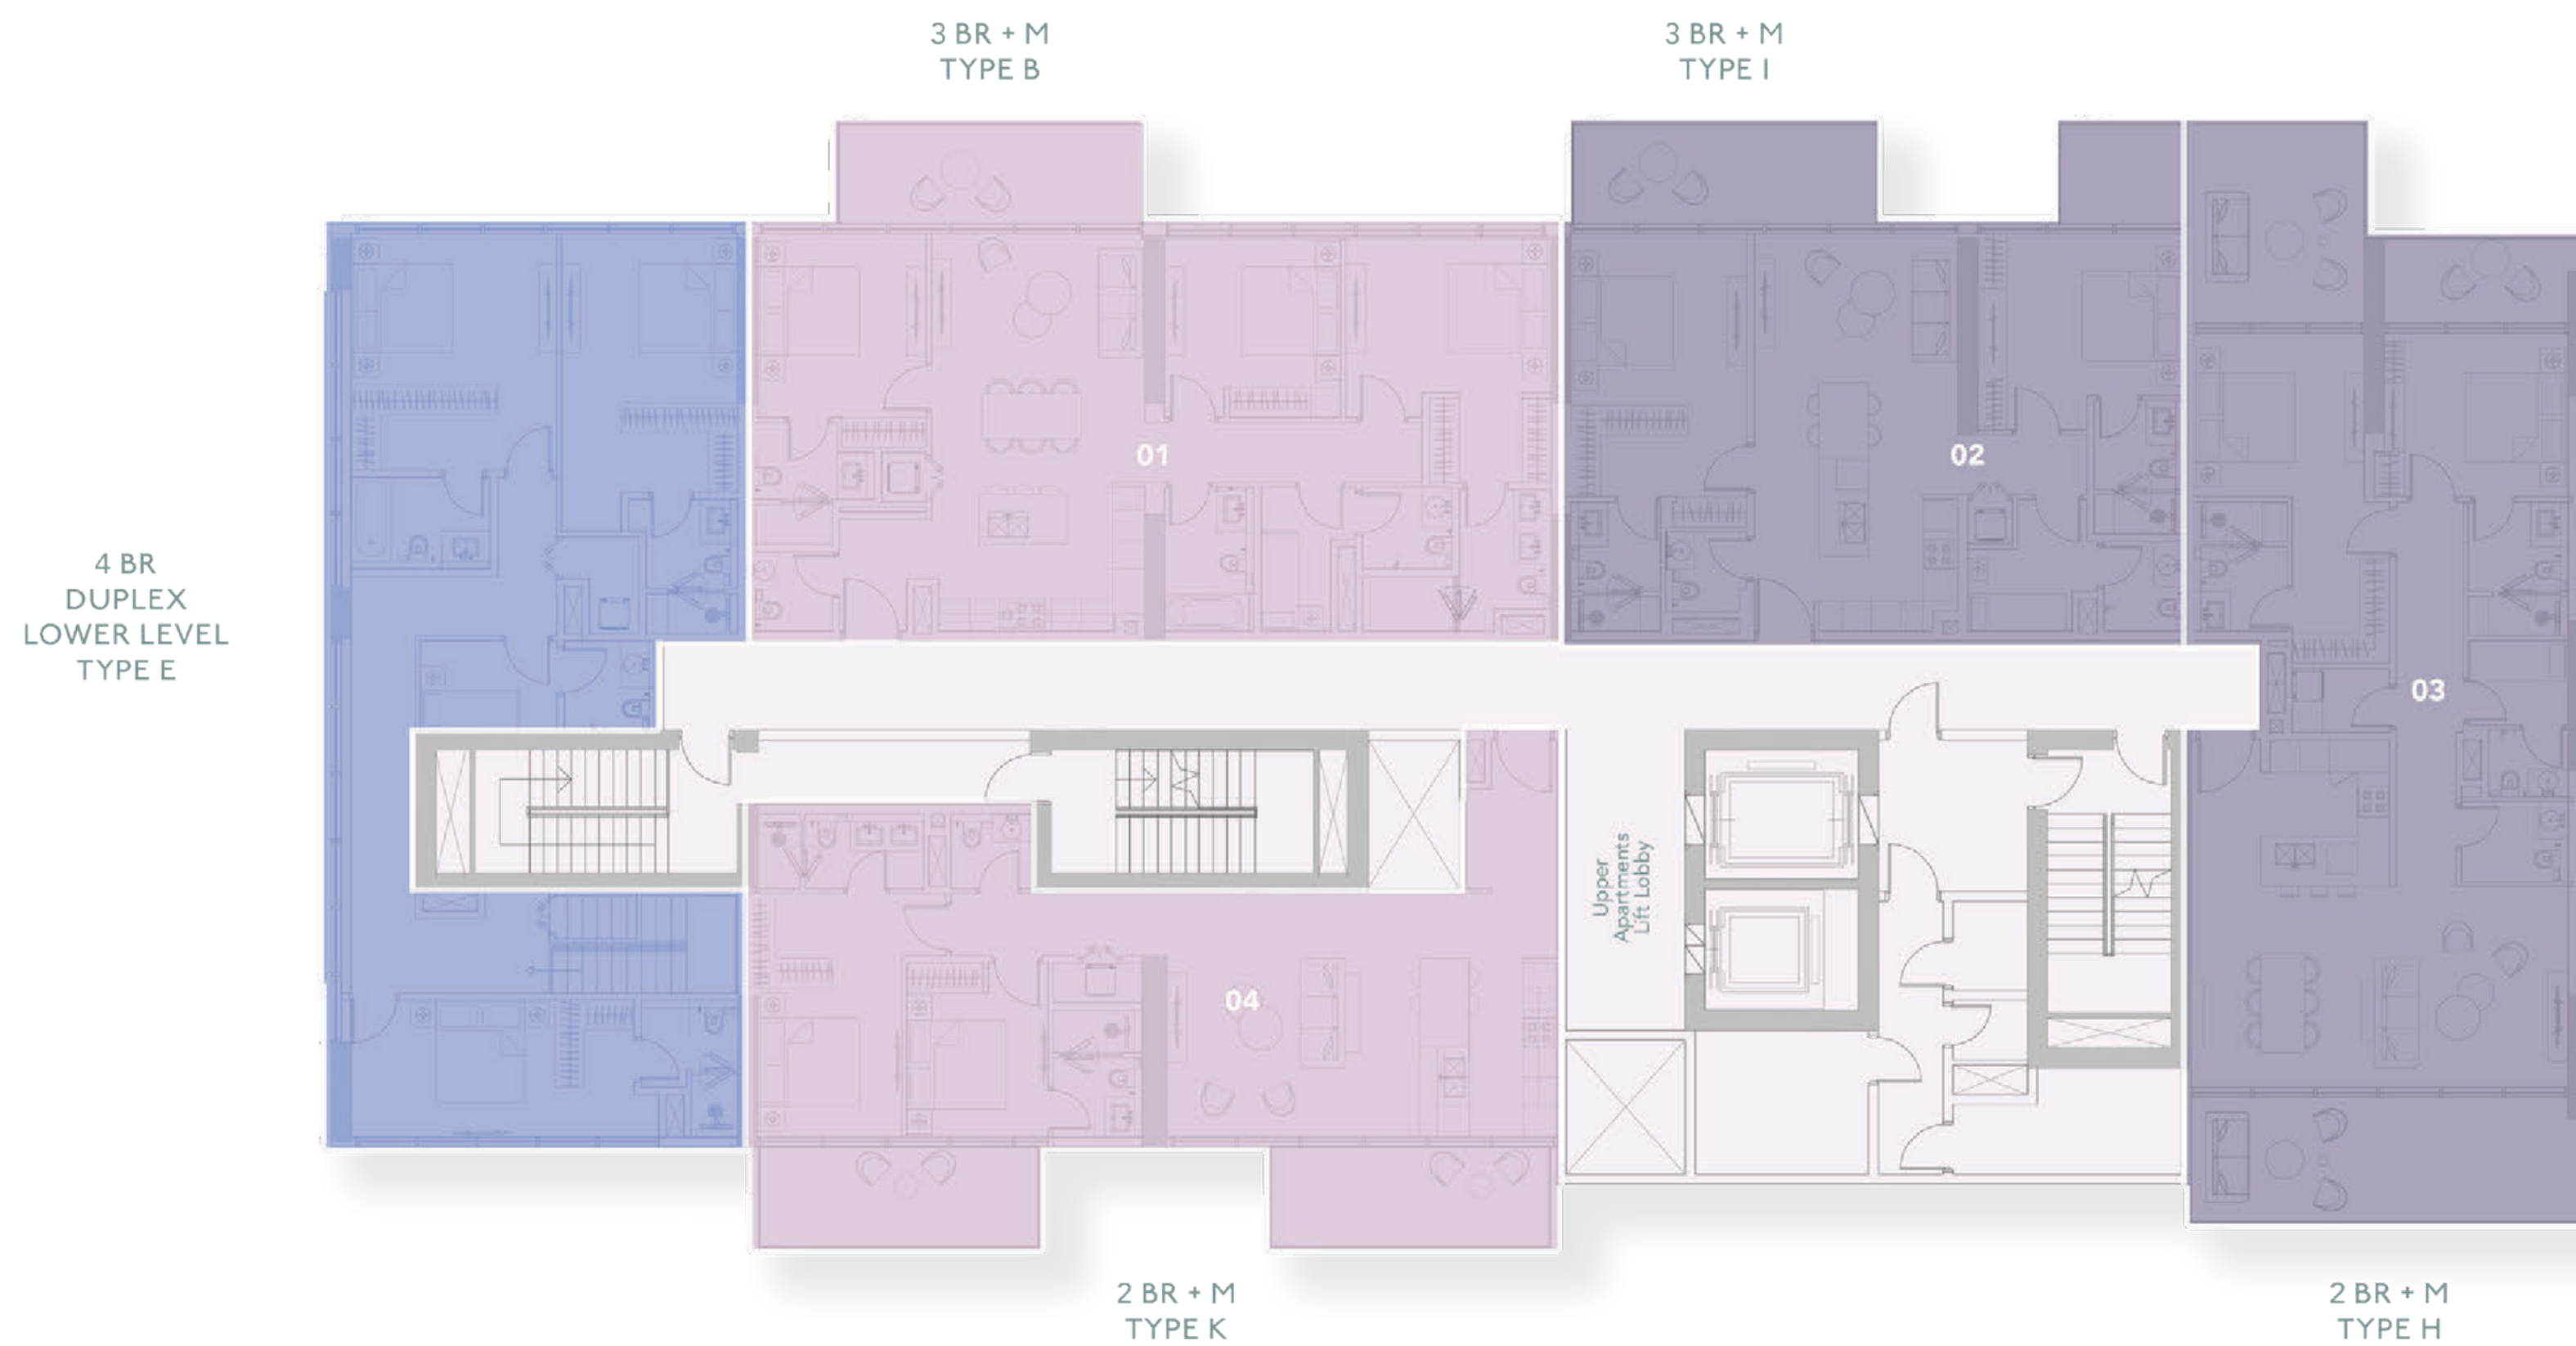 3 BR + M
TYPE B
3 BR + M
TYPE I
01
02
03
4 BR
DUPLEX
LOWER LEVEL
TYPE E
Upper
Apartments
Lift Lobby
04
2 BR + M
TYPE K
2 BR + M
TYPE H